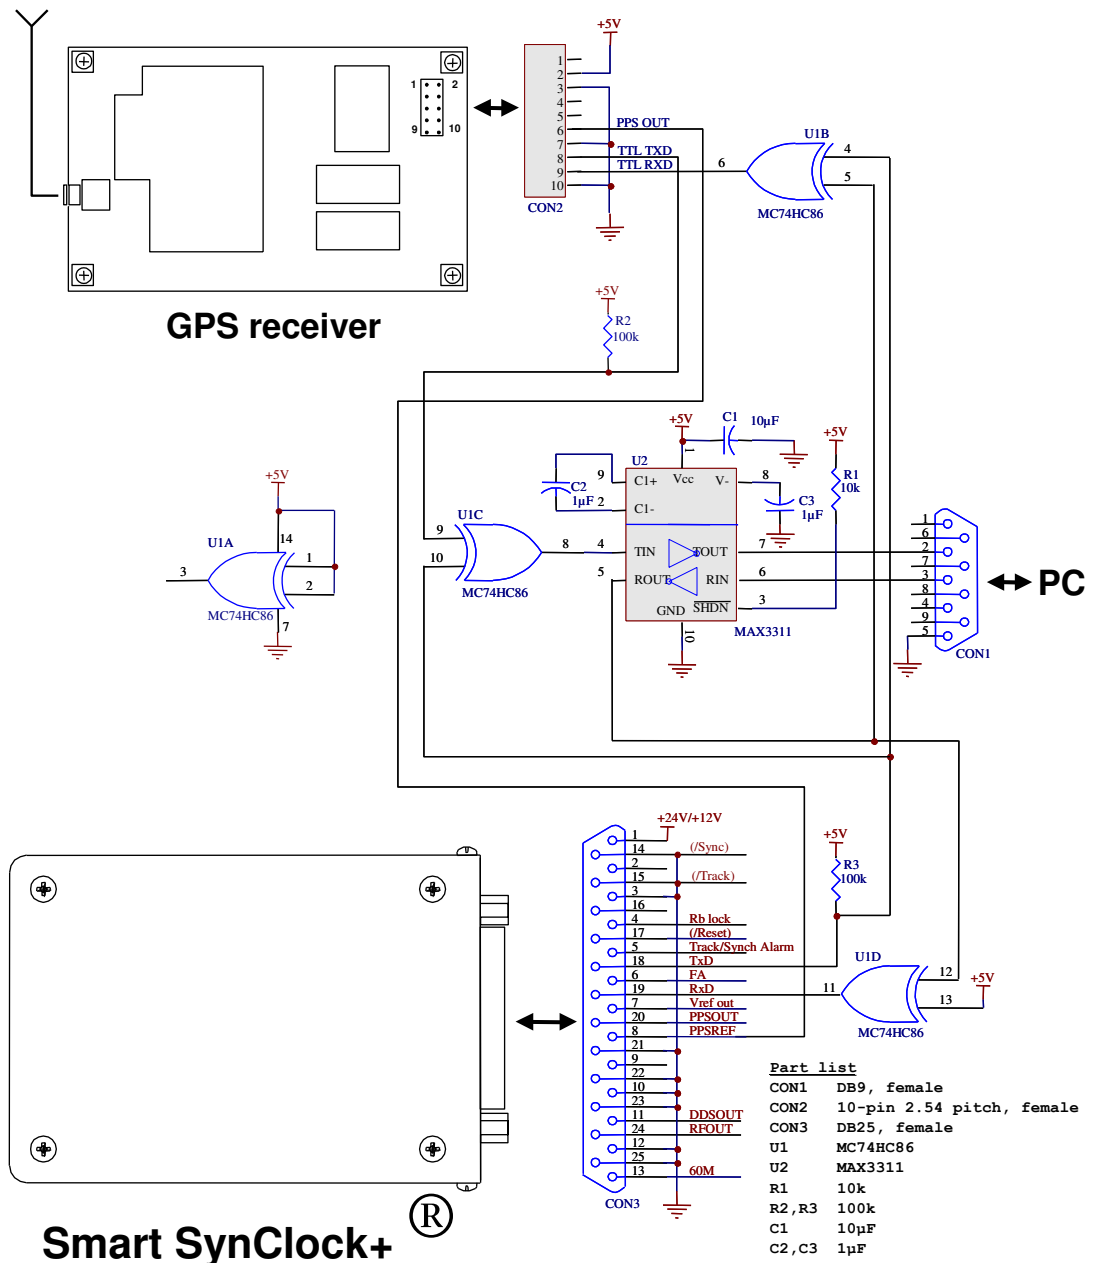 +5V
1 2
9 10
1
2
3
4
5
6 PPS OUT
7
8 TTL TXD
9 TTL RXD
10
CON2
GPS receiver
U1B
6 4
5
MC74HC86
+5V
R2
100k
+5V
C1 10µF
+5V
R1
10k
U2
1
9 C1+ Vcc V- 8
C2
1µF
2 C1-
C3
1µF
U1C
9
10
8 4 TIN TOUT 7
5 ROUT RIN 6
GND SHDN 3
10
MC74HC86
MAX3311
+5V
14
U1A
3 1
2
MC74HC86
7
1
6
2
7
3
8
4
9
5
CON1
PC
+24V/+12V
1
14 (/Sync)
2
15 (/Track)
3
16
4 Rb lock
17 (/Reset)
5 Track/Synch Alarm
18 TxD
6 FA
19 RxD
7 Vref out
20 PPSOUT
8 PPSREF
21
9
22
10
23
11 DDSOUT
24 RFOUT
12
25
13 60M
CON3
+5V
R3
100k
U1D
11 12
13
+5V
MC74HC86
Smart SynClock+ ®
Part list
CON1 DB9, female
CON2 10-pin 2.54 pitch, female
CON3 DB25, female
U1 MC74HC86
U2 MAX3311
R1 10k
R2,R3 100k
C1 10µF
C2,C3 1µF